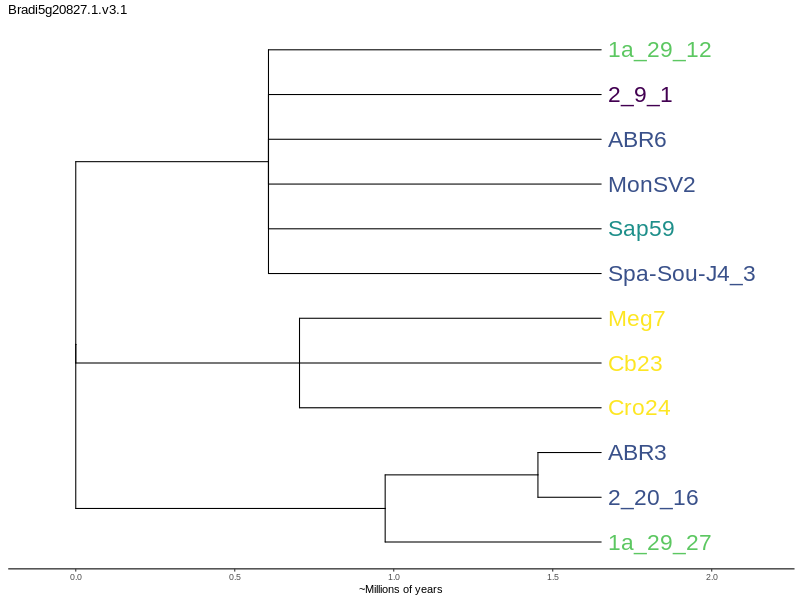 Bradi5g20827.1.v3.1
1a_29_12
2_9_1
ABR6
MonSV2
Sap59
Spa-Sou-J4_3
Meg7
Cb23
Cro24
ABR3
2_20_16
1a_29_27
0.0 0.5 1.0 1.5 2.0
~Millions of years